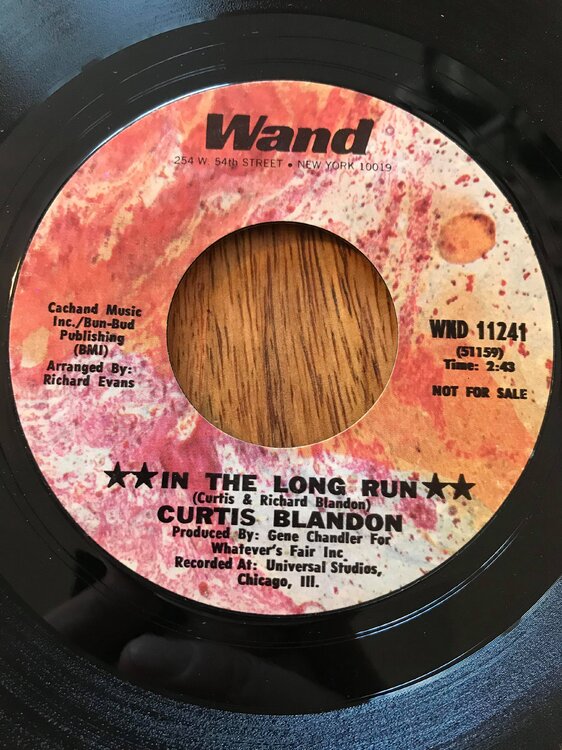 Wand
254 W. 54th STREET • NEW YORK 10019
Cachand Music
Inc./Bun-Bud
Publishing
(BMI)
Arranged By:
Richard Evans
WND 11241
(51159)
Time: 2:43
NOT FOR SALE
★★IN THE LONG RUN★★
(Curtis & Richard Blandon)
CURTIS BLANDON
Produced By: Gene Chandler For
Whatever's Fair Inc.
Recorded At: Universal Studios,
Chicago, Ill.